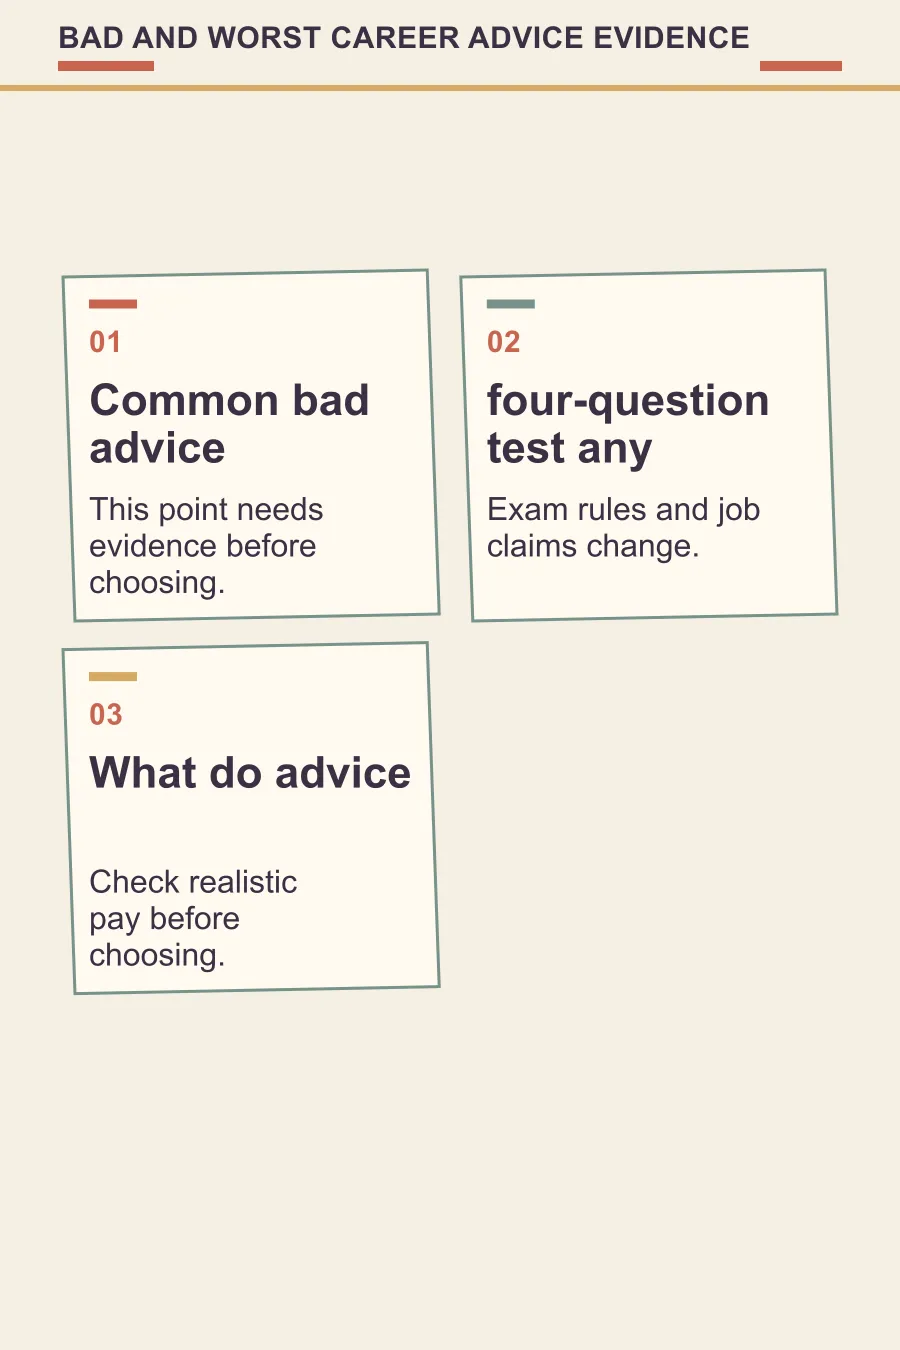 BAD AND WORST CAREER ADVICE EVIDENCE
01
Common bad
advice
This point needs
evidence before
choosing.
02
four-question
test any
Exam rules and job
claims change.
03
What do advice
Check realistic
pay before
choosing.